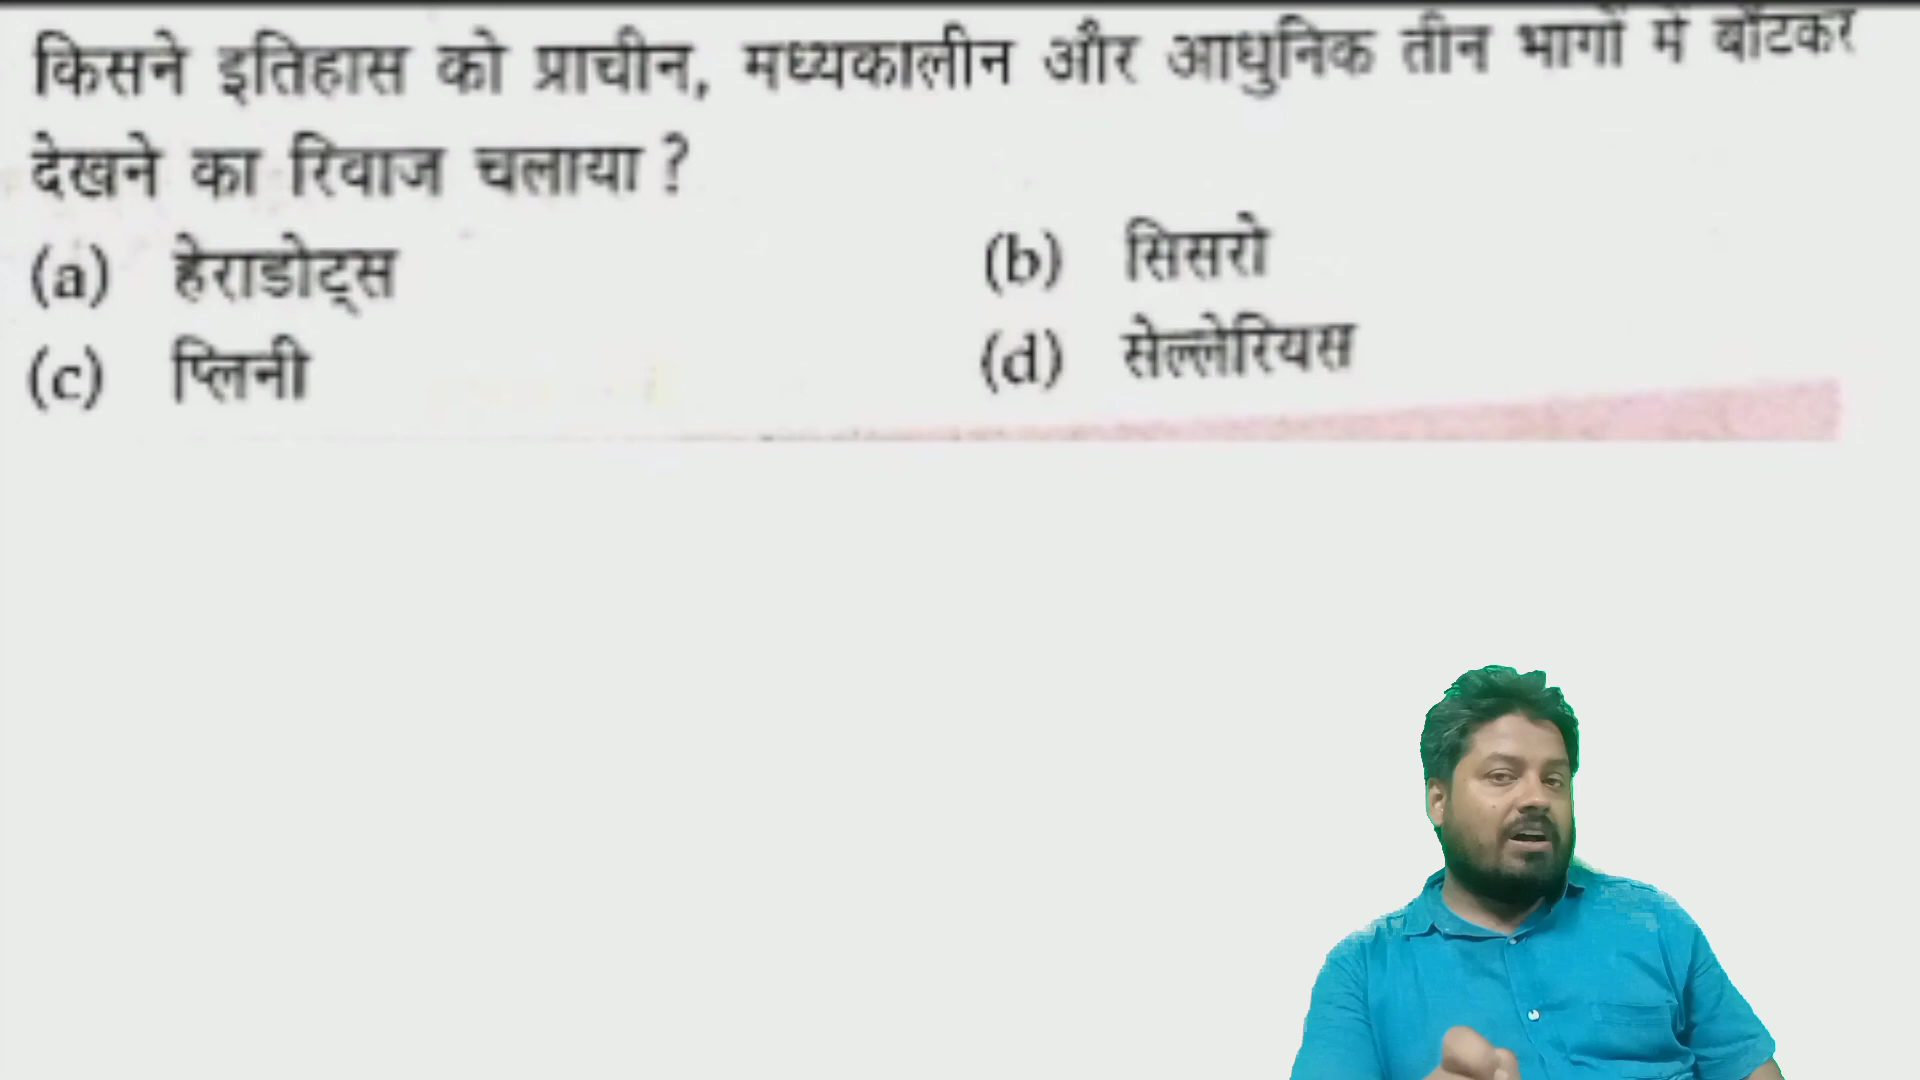 किसने इतिहास को प्राचीन, मध्यकालीन और आधुनिक तीन भागों में बाँटकर
देखने का रिवाज चलाया ?
(a) हेराडोट्स (b) सिसरो
(c) प्लिनी (d) सेल्लेरियस